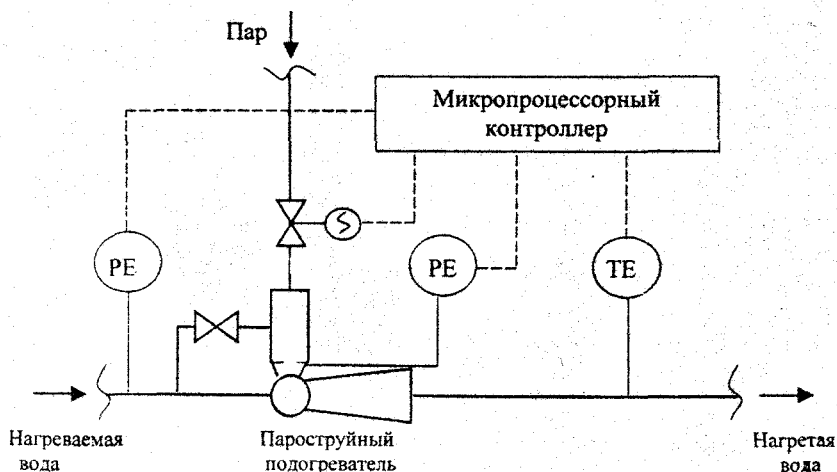 Пар
Микропроцессорный
контроллер
PE
PE
TE
Нагреваемая
вода
Пароструйный
подогреватель
Нагретая
вода